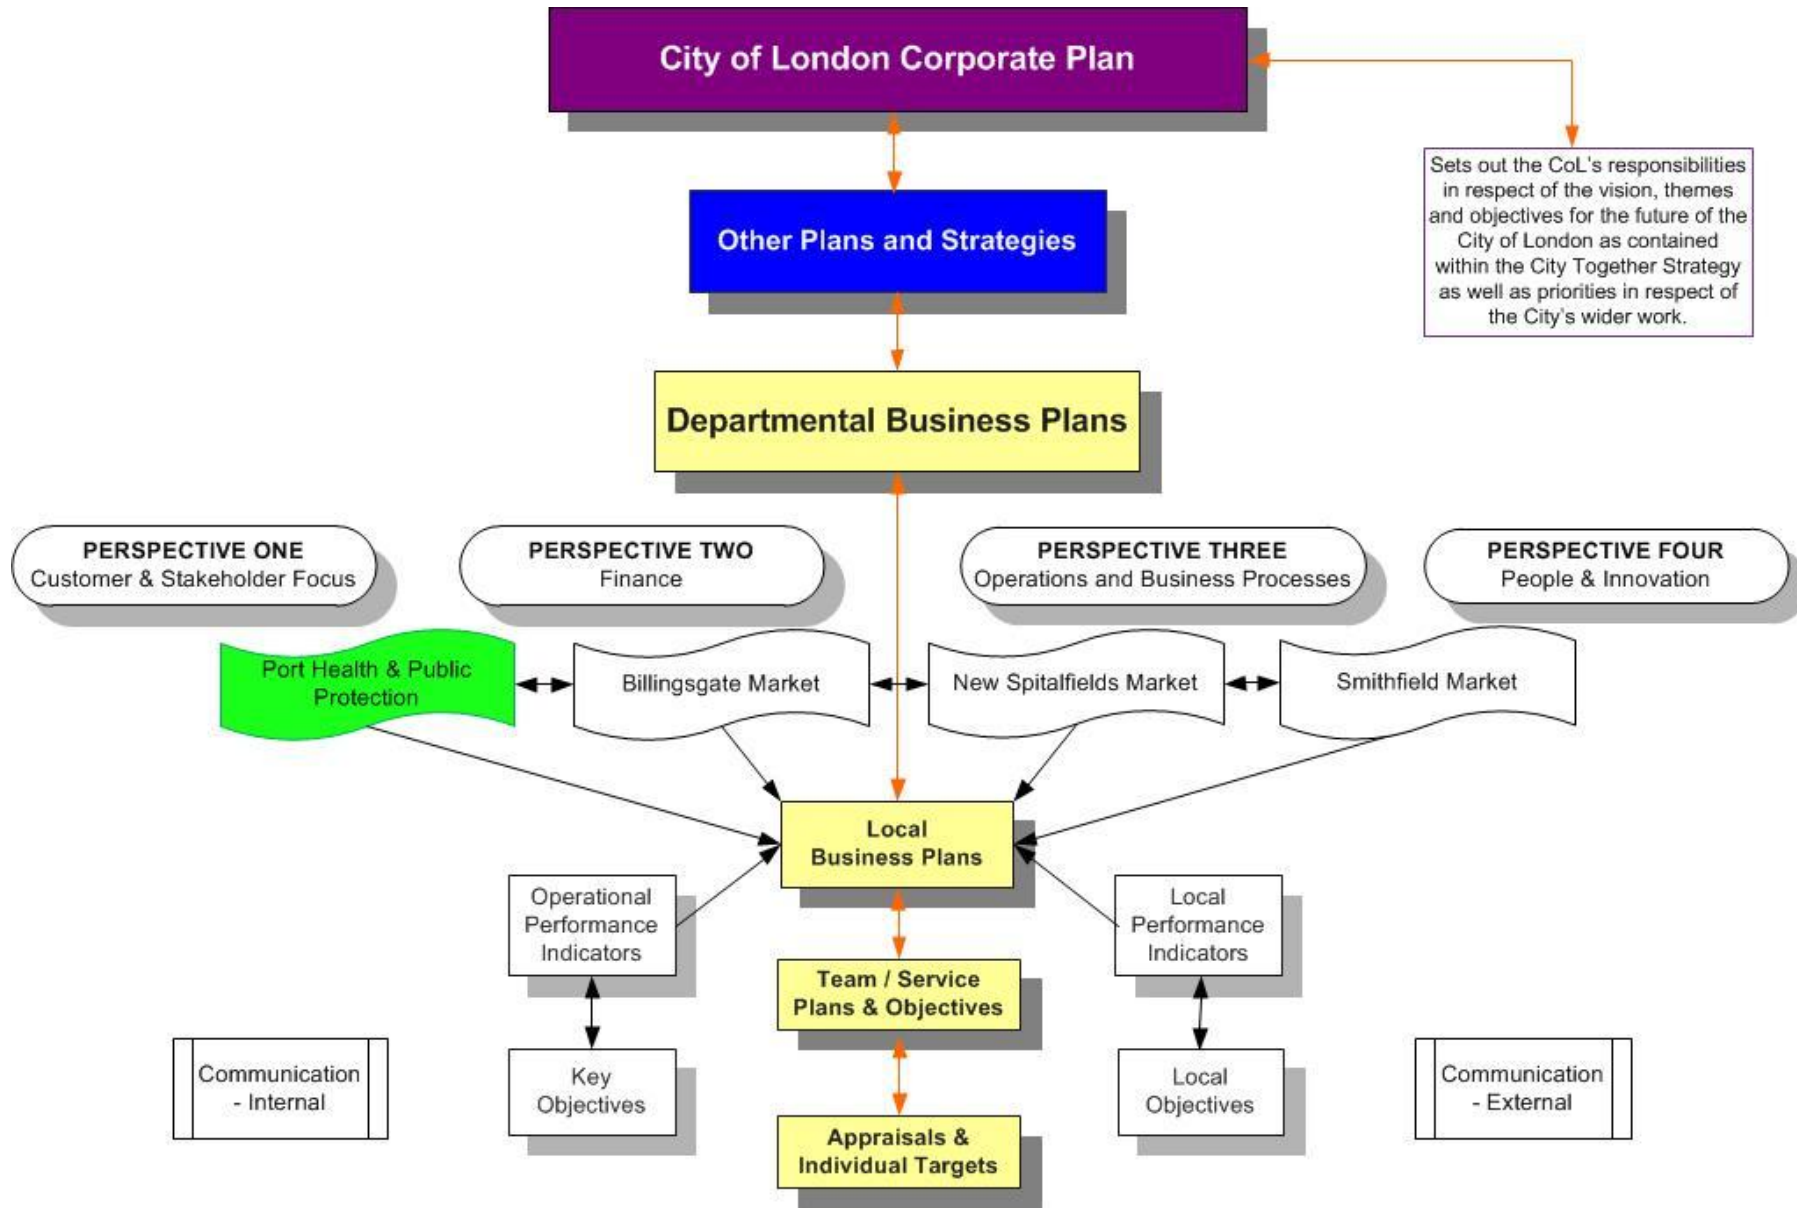 City of London Corporate Plan
Sets out the CoL's responsibilities
in respect of the vision, themes
and objectives for the future of the
City of London as contained
within the City Together Strategy
as well as priorities in respect of
the City's wider work.
Other Plans and Strategies
Departmental Business Plans
PERSPECTIVE ONE
Customer & Stakeholder Focus
PERSPECTIVE TWO
Finance
PERSPECTIVE THREE
Operations and Business Processes
PERSPECTIVE FOUR
People & Innovation
Port Health & Public
Protection
Billingsgate Market
New Spitalfields Market
Smithfield Market
Local
Business Plans
Operational
Performance
Indicators
Local
Performance
Indicators
Team / Service
Plans & Objectives
Communication
- Internal
Key
Objectives
Local
Objectives
Communication
- External
Appraisals &
Individual Targets